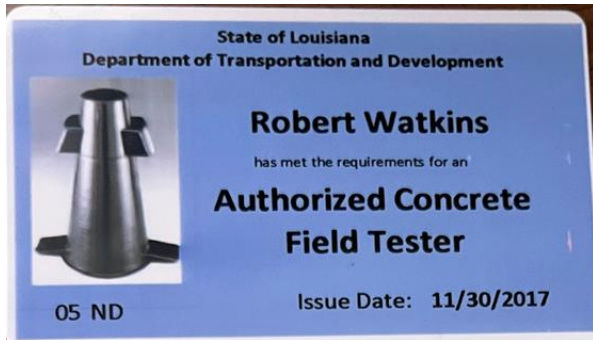 State of Louisiana
Department of Transportation and Development
Robert Watkins
has met the requirements for an
Authorized Concrete
Field Tester
05 ND
Issue Date: 11/30/2017